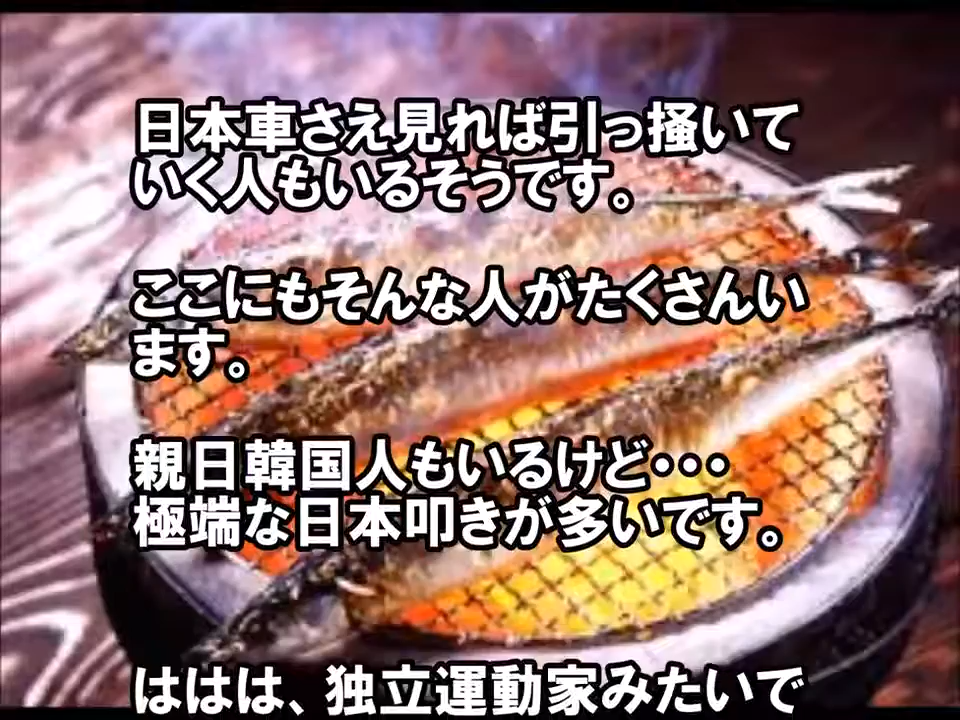 日本車さえ見れば引っ掻いて
いく人もいるそうです。
ここにもそんな人がたくさんい
ます。
親日韓国人もいるけど・・・
極端な日本叩きが多いです。
ははは、独立運動家みたいで